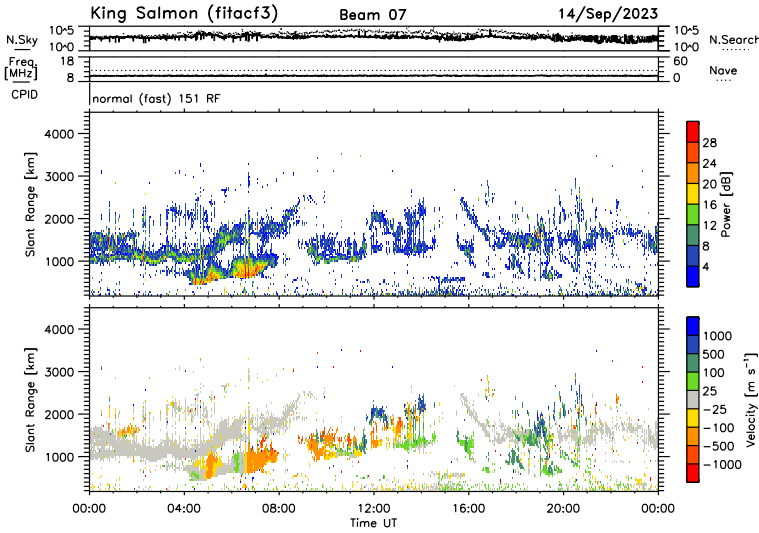 King Salmon (fitacf3) Beam 07 14/Sep/2023
N.Sky 10^5 10^0 10^5 10^0 N.Search
Freq. [MHz] 18 8 60 0 Nave
CPID normal (fast) 151 RF
Slant Range [km] 4000 3000 2000 1000
28 24 20 16 12 8 4 Power [dB]
Slant Range [km] 4000 3000 2000 1000
1000 500 100 25 -25 -100 -500 -1000 Velocity [m s⁻¹]
00:00 04:00 08:00 12:00 16:00 20:00 00:00
Time UT